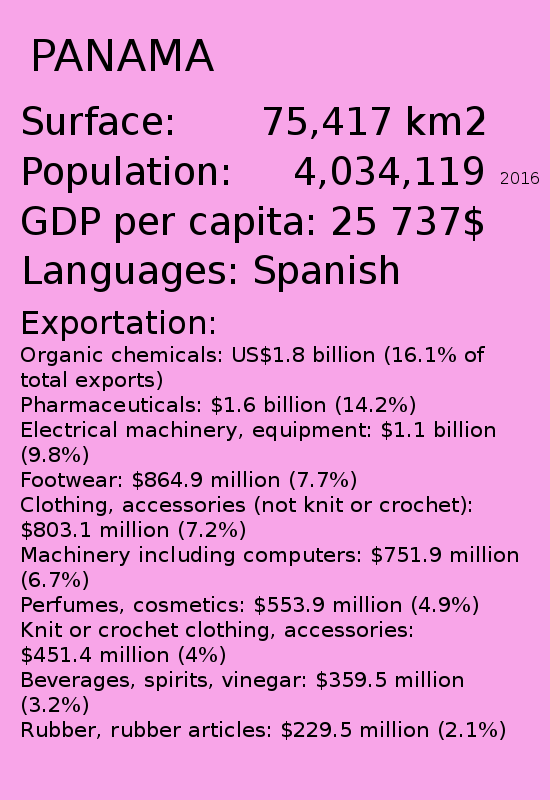 PANAMA
Surface: 75,417 km2
Population: 4,034,119 2016
GDP per capita: 25 737$
Languages: Spanish
Exportation:
Organic chemicals: US$1.8 billion (16.1% of
total exports)
Pharmaceuticals: $1.6 billion (14.2%)
Electrical machinery, equipment: $1.1 billion
(9.8%)
Footwear: $864.9 million (7.7%)
Clothing, accessories (not knit or crochet):
$803.1 million (7.2%)
Machinery including computers: $751.9 million
(6.7%)
Perfumes, cosmetics: $553.9 million (4.9%)
Knit or crochet clothing, accessories:
$451.4 million (4%)
Beverages, spirits, vinegar: $359.5 million
(3.2%)
Rubber, rubber articles: $229.5 million (2.1%)